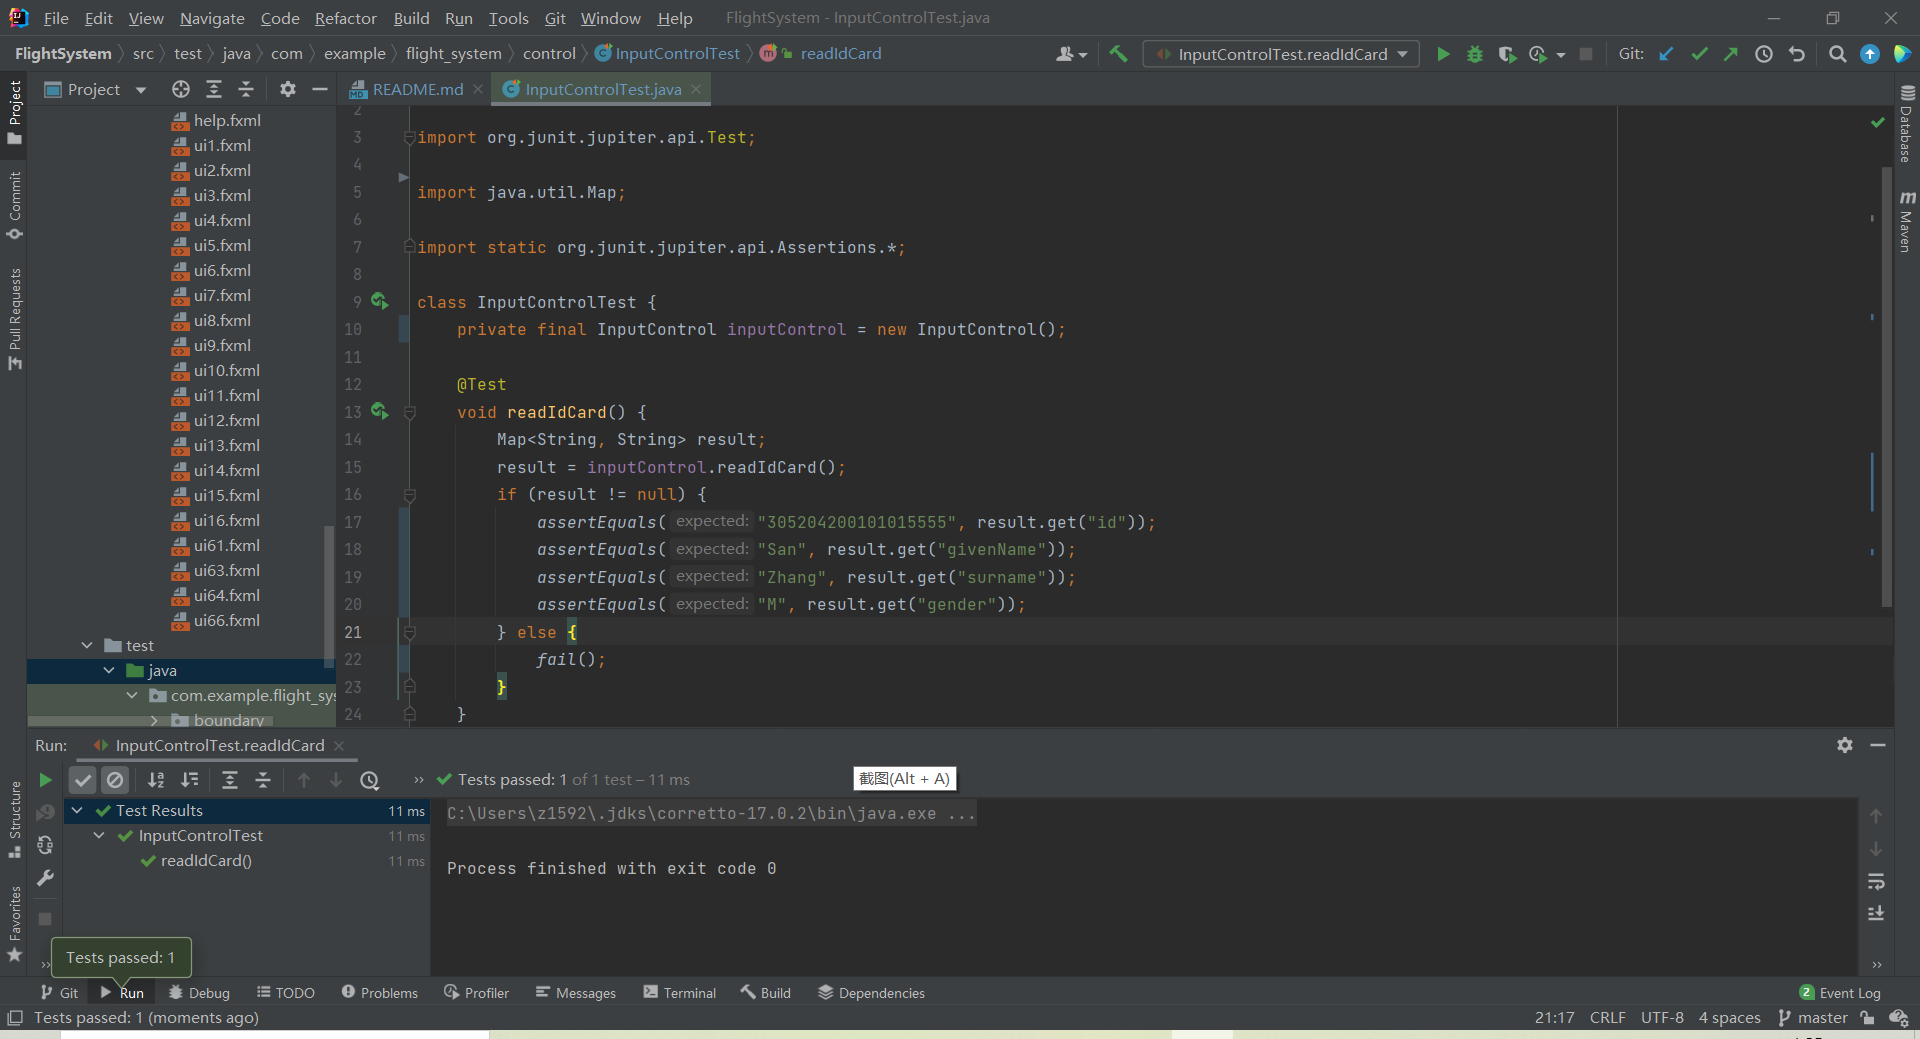 File Edit View Navigate Code Refactor Build Run Tools Git Window Help FlightSystem - InputControlTest.java
FlightSystem src test java com example flight_system control InputControlTest readIdCard InputControlTest.readIdCard Git:
Project
README.md InputControlTest.java
Project
Commit
Pull Requests
Structure
Favorites
Database
Maven
help.fxml
ui1.fxml
ui2.fxml
ui3.fxml
ui4.fxml
ui5.fxml
ui6.fxml
ui7.fxml
ui8.fxml
ui9.fxml
ui10.fxml
ui11.fxml
ui12.fxml
ui13.fxml
ui14.fxml
ui15.fxml
ui16.fxml
ui61.fxml
ui63.fxml
ui64.fxml
ui66.fxml
test
java
com.example.flight_sys
boundary
2
3 import org.junit.jupiter.api.Test;
4
5 import java.util.Map;
6
7 import static org.junit.jupiter.api.Assertions.*;
8
9 class InputControlTest {
10 private final InputControl inputControl = new InputControl();
11
12 @Test
13 void readIdCard() {
14 Map<String, String> result;
15 result = inputControl.readIdCard();
16 if (result != null) {
17 assertEquals( expected: "305204200101015555", result.get("id"));
18 assertEquals( expected: "San", result.get("givenName"));
19 assertEquals( expected: "Zhang", result.get("surname"));
20 assertEquals( expected: "M", result.get("gender"));
21 } else {
22 fail();
23 }
24 }
Run: InputControlTest.readIdCard
Tests passed: 1 of 1 test – 11 ms
截图(Alt + A)
Test Results 11 ms
InputControlTest 11 ms
readIdCard() 11 ms
C:\Users\z1592\.jdks\corretto-17.0.2\bin\java.exe ...
Process finished with exit code 0
Tests passed: 1
Git Run Debug TODO Problems Profiler Messages Terminal Build Dependencies 2 Event Log
Tests passed: 1 (moments ago) 21:17 CRLF UTF-8 4 spaces master